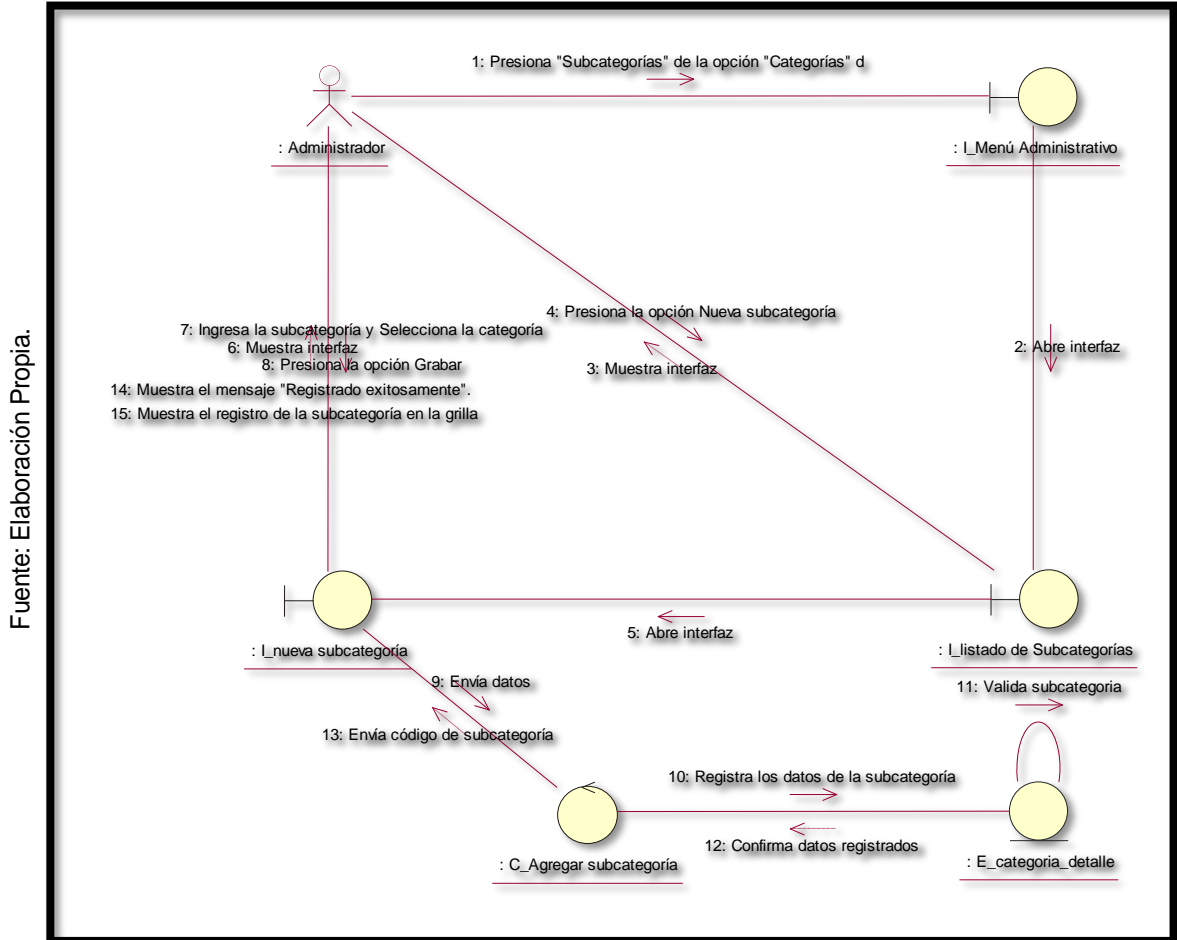 1: Presiona "Subcategorías" de la opción "Categorías" d
: Administrador
: I_Menú Administrativo
4: Presiona la opción Nueva subcategoría
3: Muestra interfaz
2: Abre interfaz
7: Ingresa la subcategoría y Selecciona la categoría
6: Muestra interfaz
8: Presiona la opción Grabar
14: Muestra el mensaje "Registrado exitosamente".
15: Muestra el registro de la subcategoría en la grilla
Fuente: Elaboración Propia.
5: Abre interfaz
: I_nueva subcategoría
: I_listado de Subcategorías
11: Valida subcategoria
9: Envía datos
13: Envía código de subcategoría
10: Registra los datos de la subcategoría
12: Confirma datos registrados
: C_Agregar subcategoría
: E_categoria_detalle